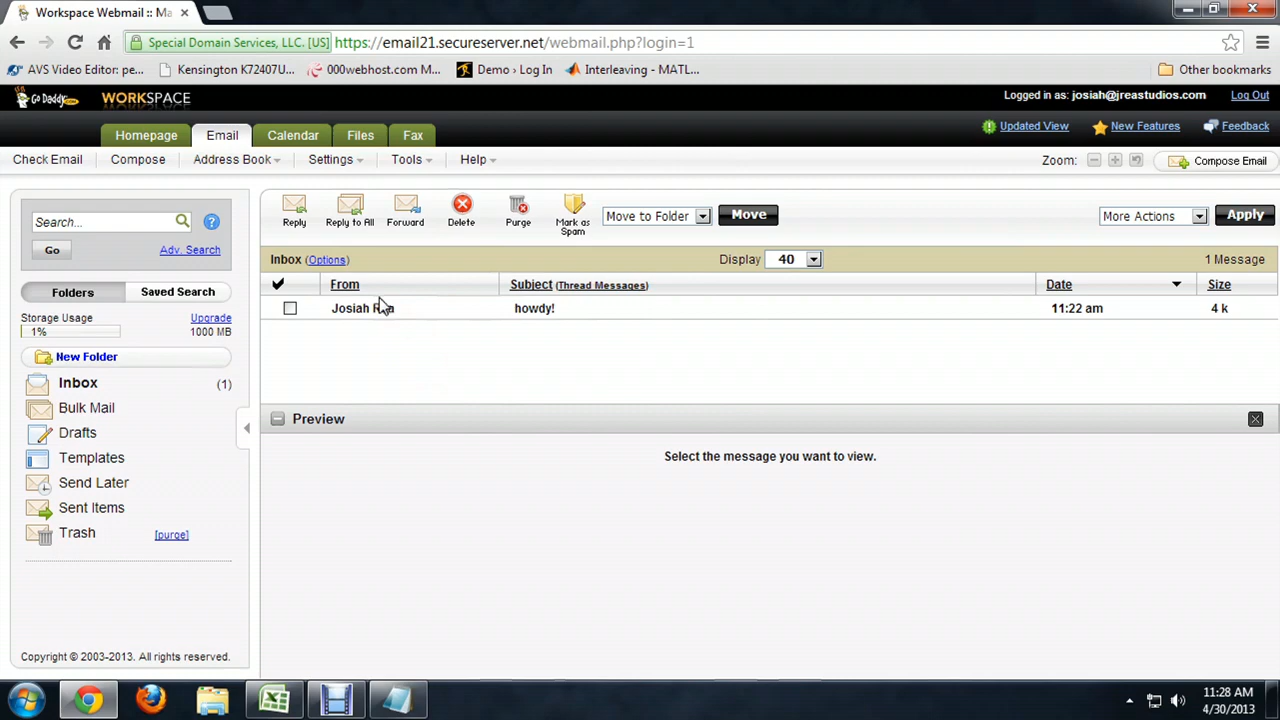 Workspace Webmail :: Ma
Special Domain Services, LLC. [US] https://email21.secureserver.net/webmail.php?login=1
AVS Video Editor: pe... Kensington K72407U... 000webhost.com M... Demo › Log In Interleaving - MATL... Other bookmarks
Go Daddy.com WORKSPACE Logged in as: josiah@jreastudios.com Log Out
Homepage Email Calendar Files Fax Updated View New Features Feedback
Check Email Compose Address Book Settings Tools Help Zoom: Compose Email
Search... ?
Go Adv. Search
Folders Saved Search
Storage Usage Upgrade
1% 1000 MB
New Folder
Inbox (1)
Bulk Mail
Drafts
Templates
Send Later
Sent Items
Trash [purge]
Copyright © 2003-2013. All rights reserved.
Reply Reply to All Forward Delete Purge Mark as Spam Move to Folder Move More Actions Apply
Inbox (Options) Display 40 1 Message
From Subject (Thread Messages) Date Size
Josiah howdy! 11:22 am 4 k
Preview
Select the message you want to view.
11:28 AM
4/30/2013